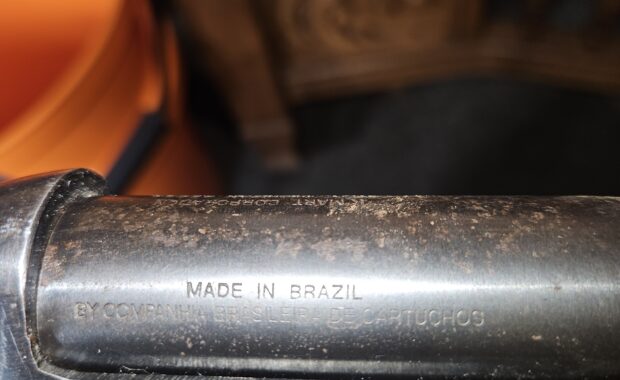 MADE IN BRAZIL
BY COMPANHIA BRASILEIRA DE CARTUCHOS